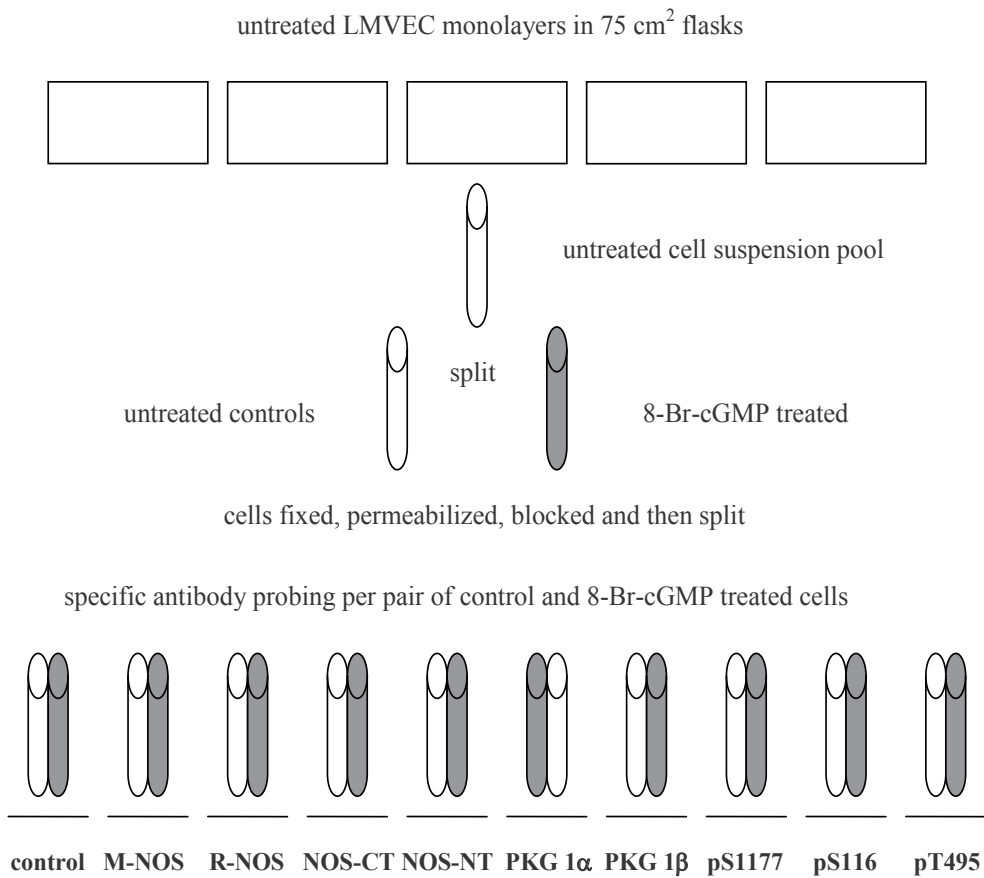 untreated LMVEC monolayers in 75 cm² flasks
untreated cell suspension pool
split
untreated controls
8-Br-cGMP treated
cells fixed, permeabilized, blocked and then split
specific antibody probing per pair of control and 8-Br-cGMP treated cells
control M-NOS R-NOS NOS-CT NOS-NT PKG 1α PKG 1β pS1177 pS116 pT495